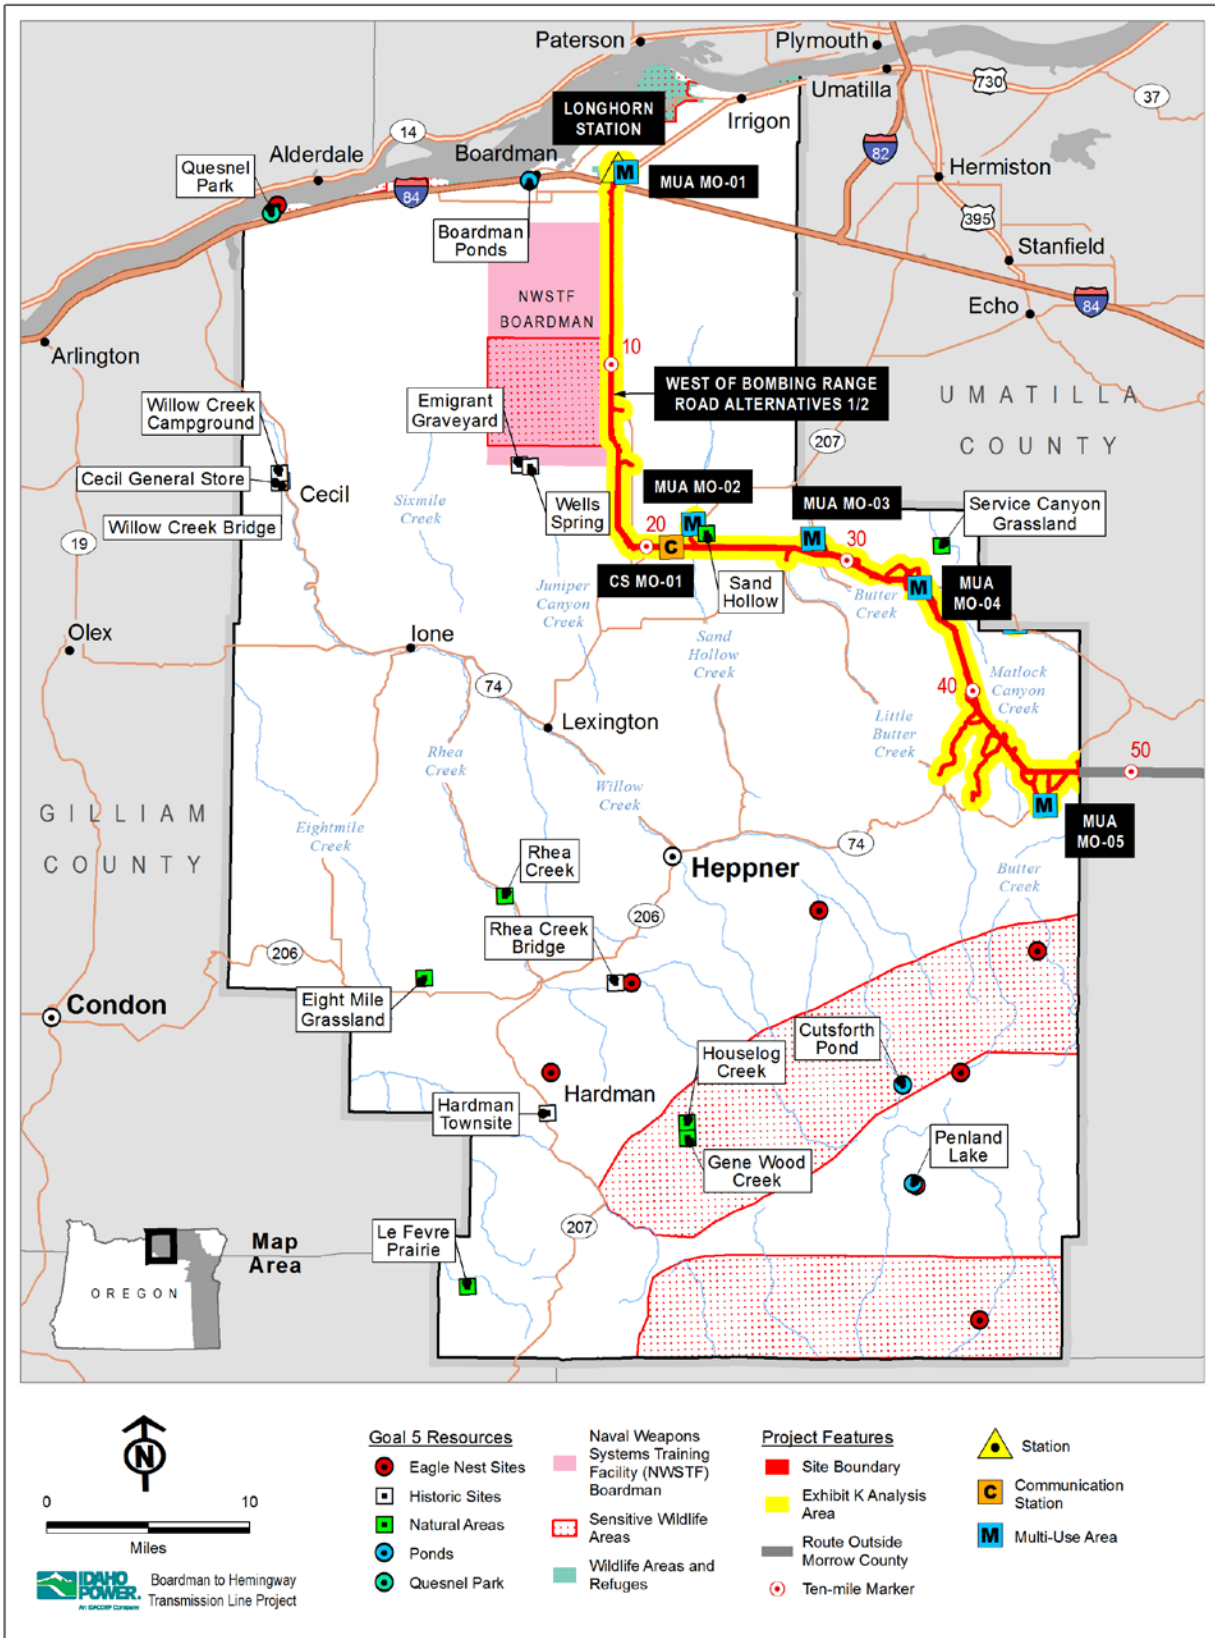 Paterson
Plymouth
730
Umatilla
37
LONGHORN
STATION
Irrigon
14
82
Hermiston
Alderdale
Boardman
Quesnel
Park
84
MUA MO-01
395
Boardman
Ponds
Stanfield
NWSTF
BOARDMAN
84
Echo
10
Arlington
WEST OF BOMBING RANGE
ROAD ALTERNATIVES 1/2
UMATILLA
COUNTY
Willow Creek
Campground
Emigrant
Graveyard
207
Cecil General Store
Cecil
Sixmile
Creek
MUA MO-02
MUA MO-03
Service Canyon
Grassland
Willow Creek Bridge
Wells
Spring
19
20
30
C
M
CS MO-01
Sand
Hollow
Juniper
Canyon
Creek
Butter
Creek
MUA
MO-04
Olex
Ione
Sand
Hollow
Creek
Matlock
Canyon
Creek
74
40
Lexington
Little
Butter
Creek
Rhea
Creek
50
Willow
Creek
GILLIAM
COUNTY
Eightmile
Creek
M
MUA
MO-05
74
Rhea
Creek
Heppner
Butter
Creek
206
Rhea Creek
Bridge
206
Eight Mile
Grassland
Condon
Cutsforth
Pond
Houselog
Creek
Hardman
Hardman
Townsite
Penland
Lake
Gene Wood
Creek
207
Le Fevre
Prairie
Map
Area
OREGON
N
0 10
Miles
IDAHO
POWER.
An IDACORP Company
Boardman to Hemingway
Transmission Line Project
Goal 5 Resources
Eagle Nest Sites
Historic Sites
Natural Areas
Ponds
Quesnel Park
Naval Weapons
Systems Training
Facility (NWSTF)
Boardman
Sensitive Wildlife
Areas
Wildlife Areas and
Refuges
Project Features
Site Boundary
Exhibit K Analysis
Area
Route Outside
Morrow County
Ten-mile Marker
Station
C
Communication
Station
M
Multi-Use Area